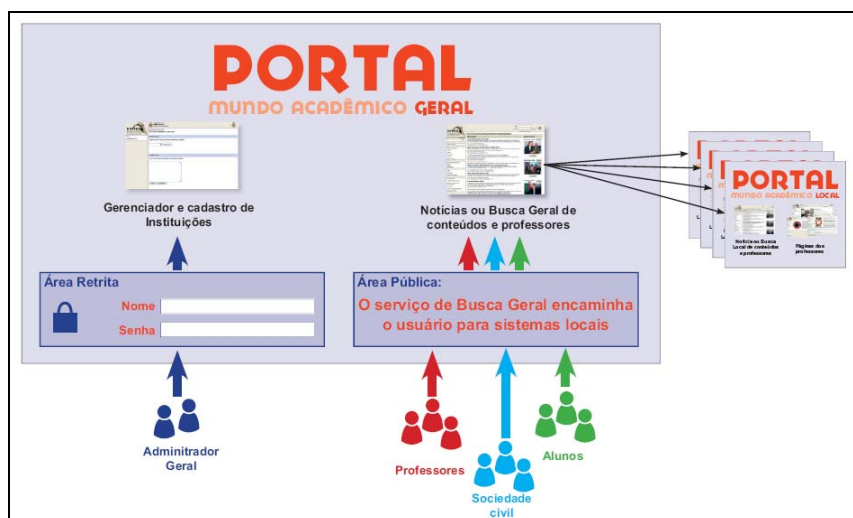 PORTAL
MUNDO ACADÊMICO GERAL
Gerenciador e cadastro de
Instituições
Notícias ou Busca Geral de
conteúdos e professores
Área Retrita
Nome
Senha
Área Pública:
O serviço de Busca Geral encaminha
o usuário para sistemas locais
Adminitrador
Geral
Professores
Sociedade
civil
Alunos
PORTAL
MUNDO ACADÊMICO LOCAL
Notícia ou Busca
Local de conteúdos
e professores
Páginas dos
professores